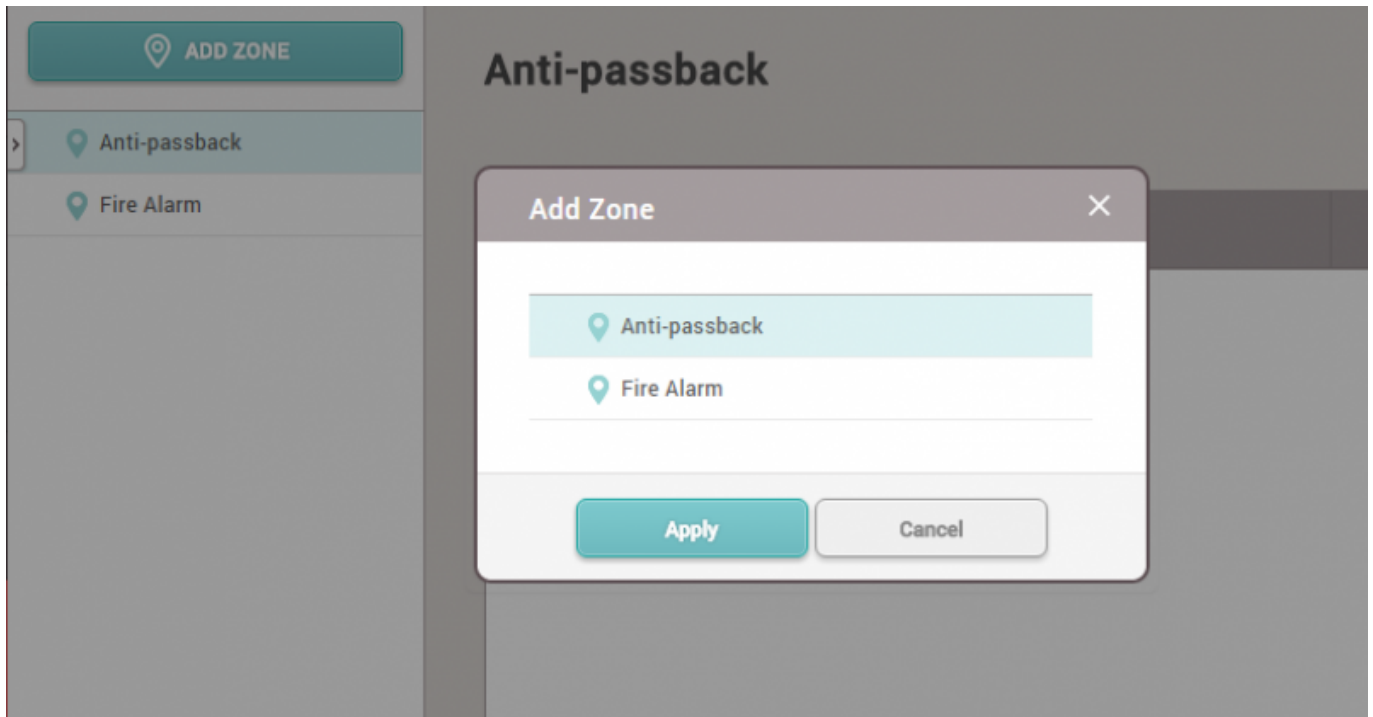 ADD ZONE
Anti-passback
Fire Alarm
Anti-passback
Add Zone
Anti-passback
Fire Alarm
Apply
Cancel